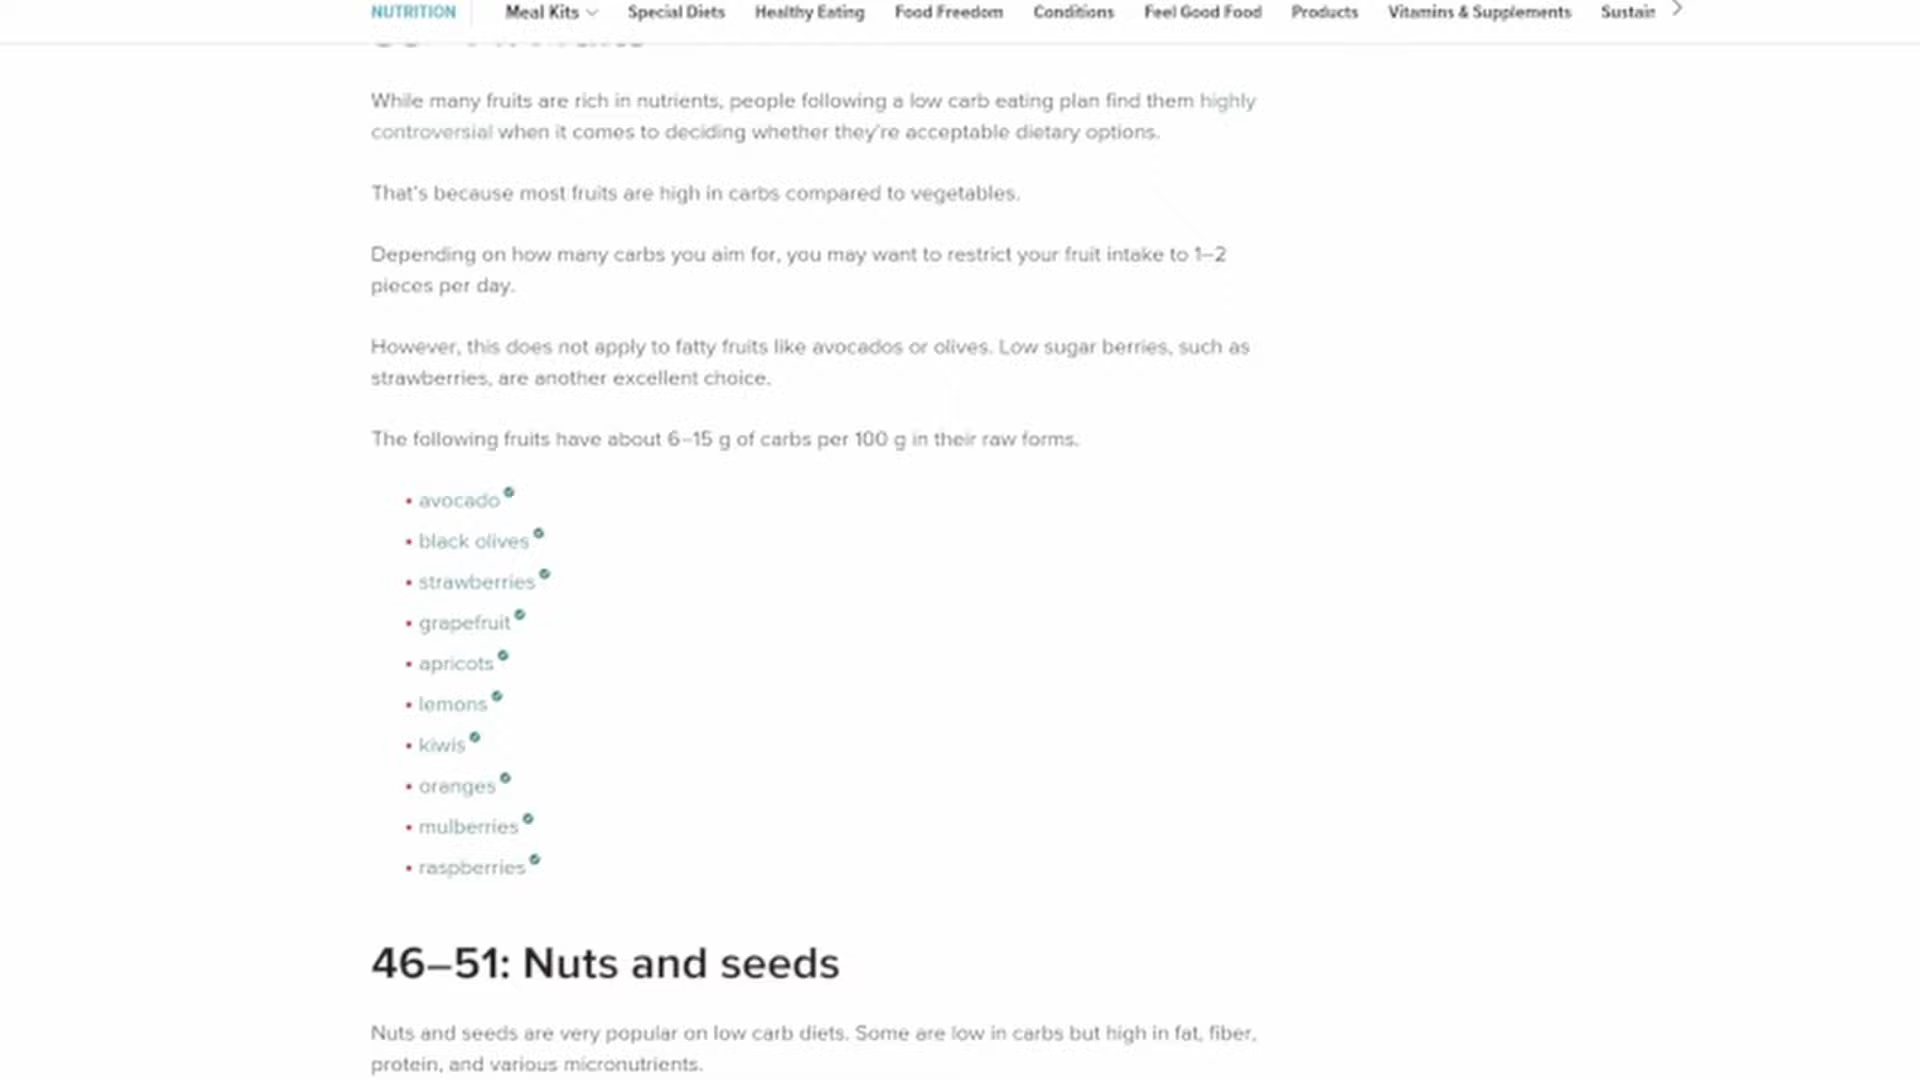 NUTRITION Meal Kits Special Diets Healthy Eating Food Freedom Conditions Feel Good Food Products Vitamins & Supplements Sustain
While many fruits are rich in nutrients, people following a low carb eating plan find them highly
controversial when it comes to deciding whether they're acceptable dietary options.
That's because most fruits are high in carbs compared to vegetables.
Depending on how many carbs you aim for, you may want to restrict your fruit intake to 1–2
pieces per day.
However, this does not apply to fatty fruits like avocados or olives. Low sugar berries, such as
strawberries, are another excellent choice.
The following fruits have about 6–15 g of carbs per 100 g in their raw forms.
• avocado
• black olives
• strawberries
• grapefruit
• apricots
• lemons
• kiwis
• oranges
• mulberries
• raspberries
46–51: Nuts and seeds
Nuts and seeds are very popular on low carb diets. Some are low in carbs but high in fat, fiber,
protein, and various micronutrients.